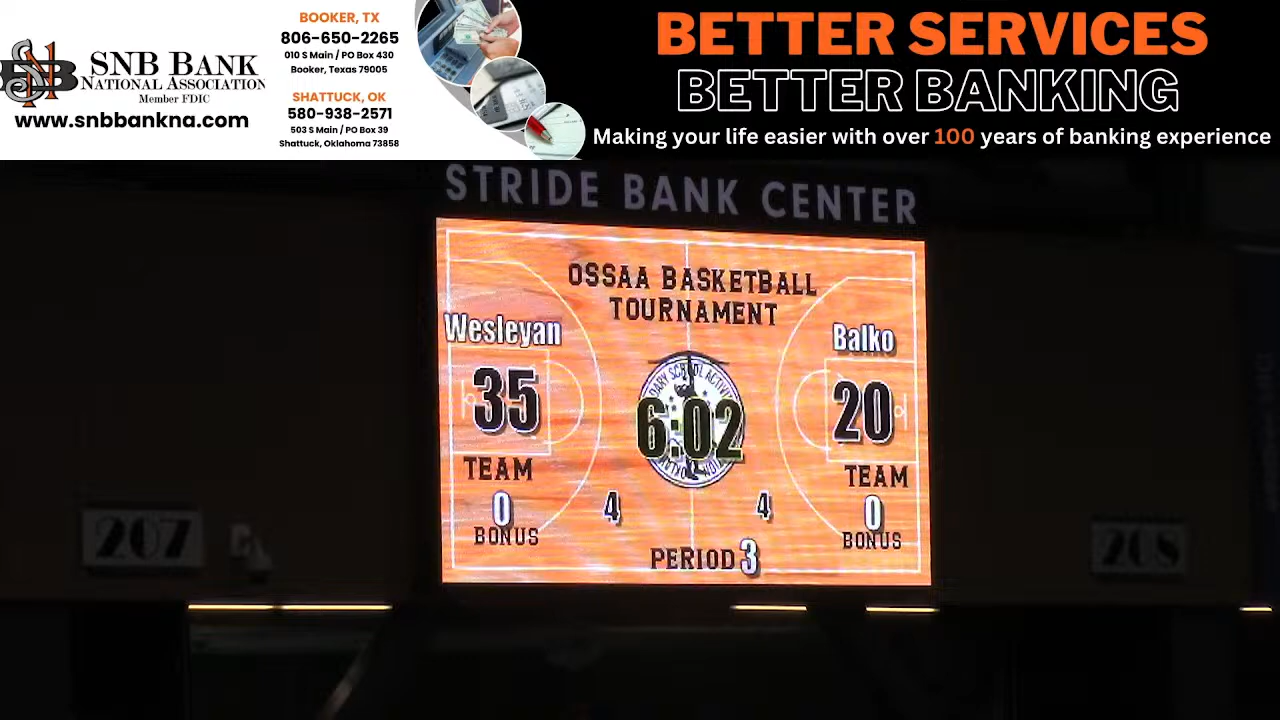 SNB BANK
NATIONAL ASSOCIATION
Member FDIC
www.snbbankna.com
BOOKER, TX
806-650-2265
010 S Main / PO Box 430
Booker, Texas 79005
SHATTUCK, OK
580-938-2571
503 S Main / PO Box 39
Shattuck, Oklahoma 73858
BETTER SERVICES
BETTER BANKING
Making your life easier with over 100 years of banking experience
STRIDE BANK CENTER
OSSAA BASKETBALL
TOURNAMENT
Wesleyan
Balko
35
6:02
20
TEAM
TEAM
0
4
4
0
BONUS
BONUS
PERIOD 3
207
208